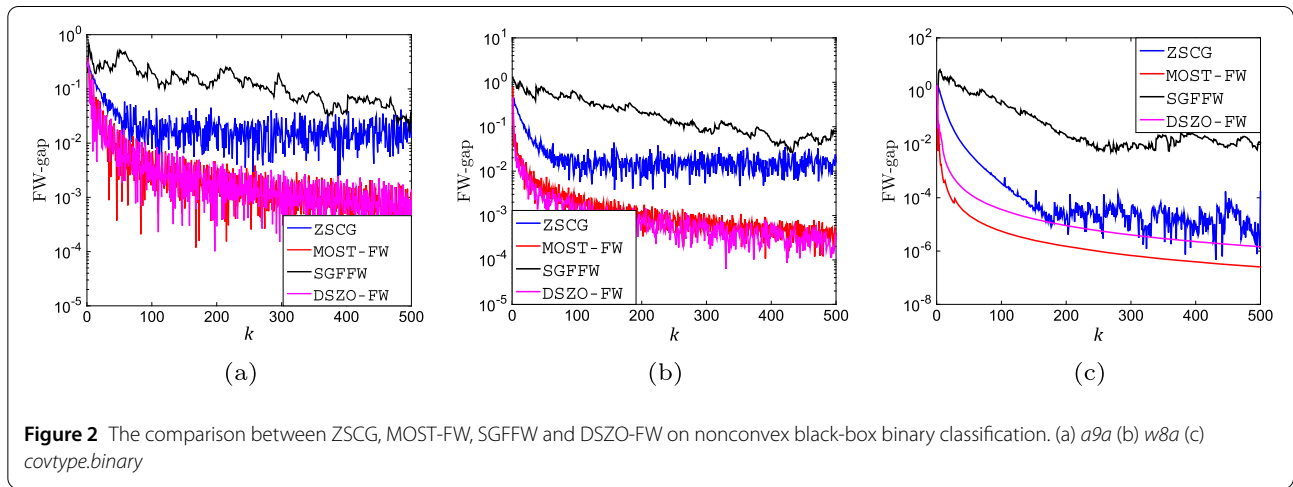 10^0
10^-1
10^-2
10^-3
10^-4
10^-5
FW-gap
0 100 200 300 400 500
k
ZSCG
MOST-FW
SGFFW
DSZO-FW
(a)
10^1
10^0
10^-1
10^-2
10^-3
10^-4
10^-5
FW-gap
0 100 200 300 400 500
k
ZSCG
MOST-FW
SGFFW
DSZO-FW
(b)
10^2
10^0
10^-2
10^-4
10^-6
10^-8
FW-gap
0 100 200 300 400 500
k
ZSCG
MOST-FW
SGFFW
DSZO-FW
(c)
Figure 2 The comparison between ZSCG, MOST-FW, SGFFW and DSZO-FW on nonconvex black-box binary classification. (a) a9a (b) w8a (c)
covtype.binary